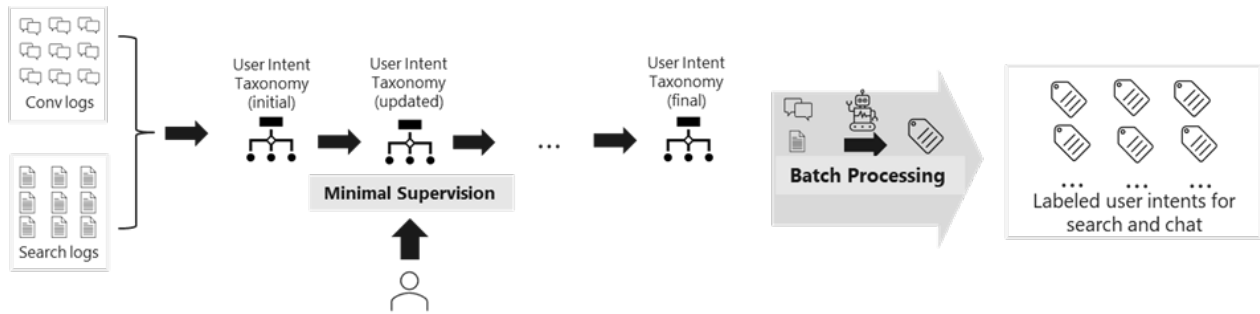 Conv logs
Search logs
User Intent
Taxonomy
(initial)
User Intent
Taxonomy
(updated)
...
User Intent
Taxonomy
(final)
Minimal Supervision
Batch Processing
... ... ...
Labeled user intents for
search and chat